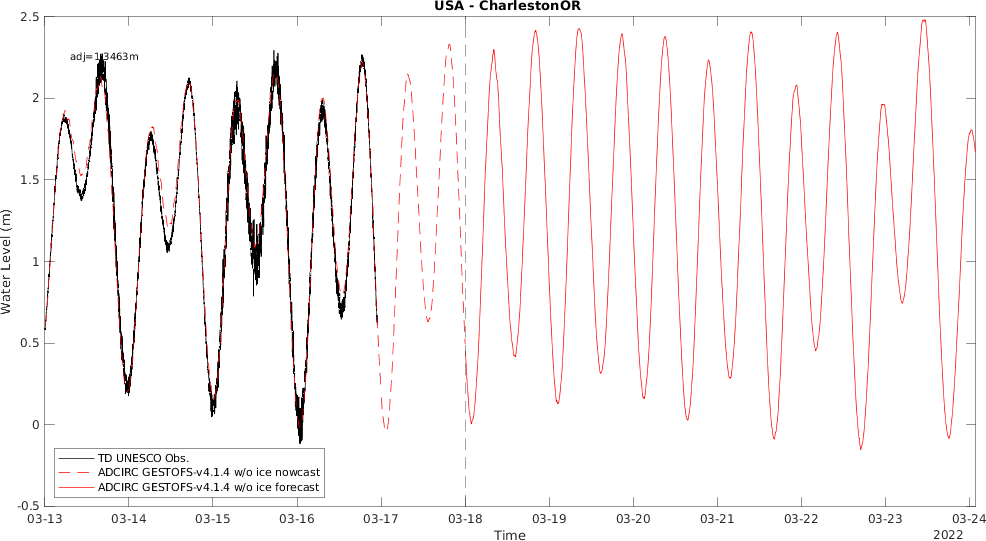 USA - CharlestonOR
adj=1.3463m
Water Level (m)
2.5
2
1.5
1
0.5
0
-0.5
TD UNESCO Obs.
ADCIRC GESTOFS-v4.1.4 w/o ice nowcast
ADCIRC GESTOFS-v4.1.4 w/o ice forecast
03-13 03-14 03-15 03-16 03-17 03-18 03-19 03-20 03-21 03-22 03-23 03-24
Time
2022